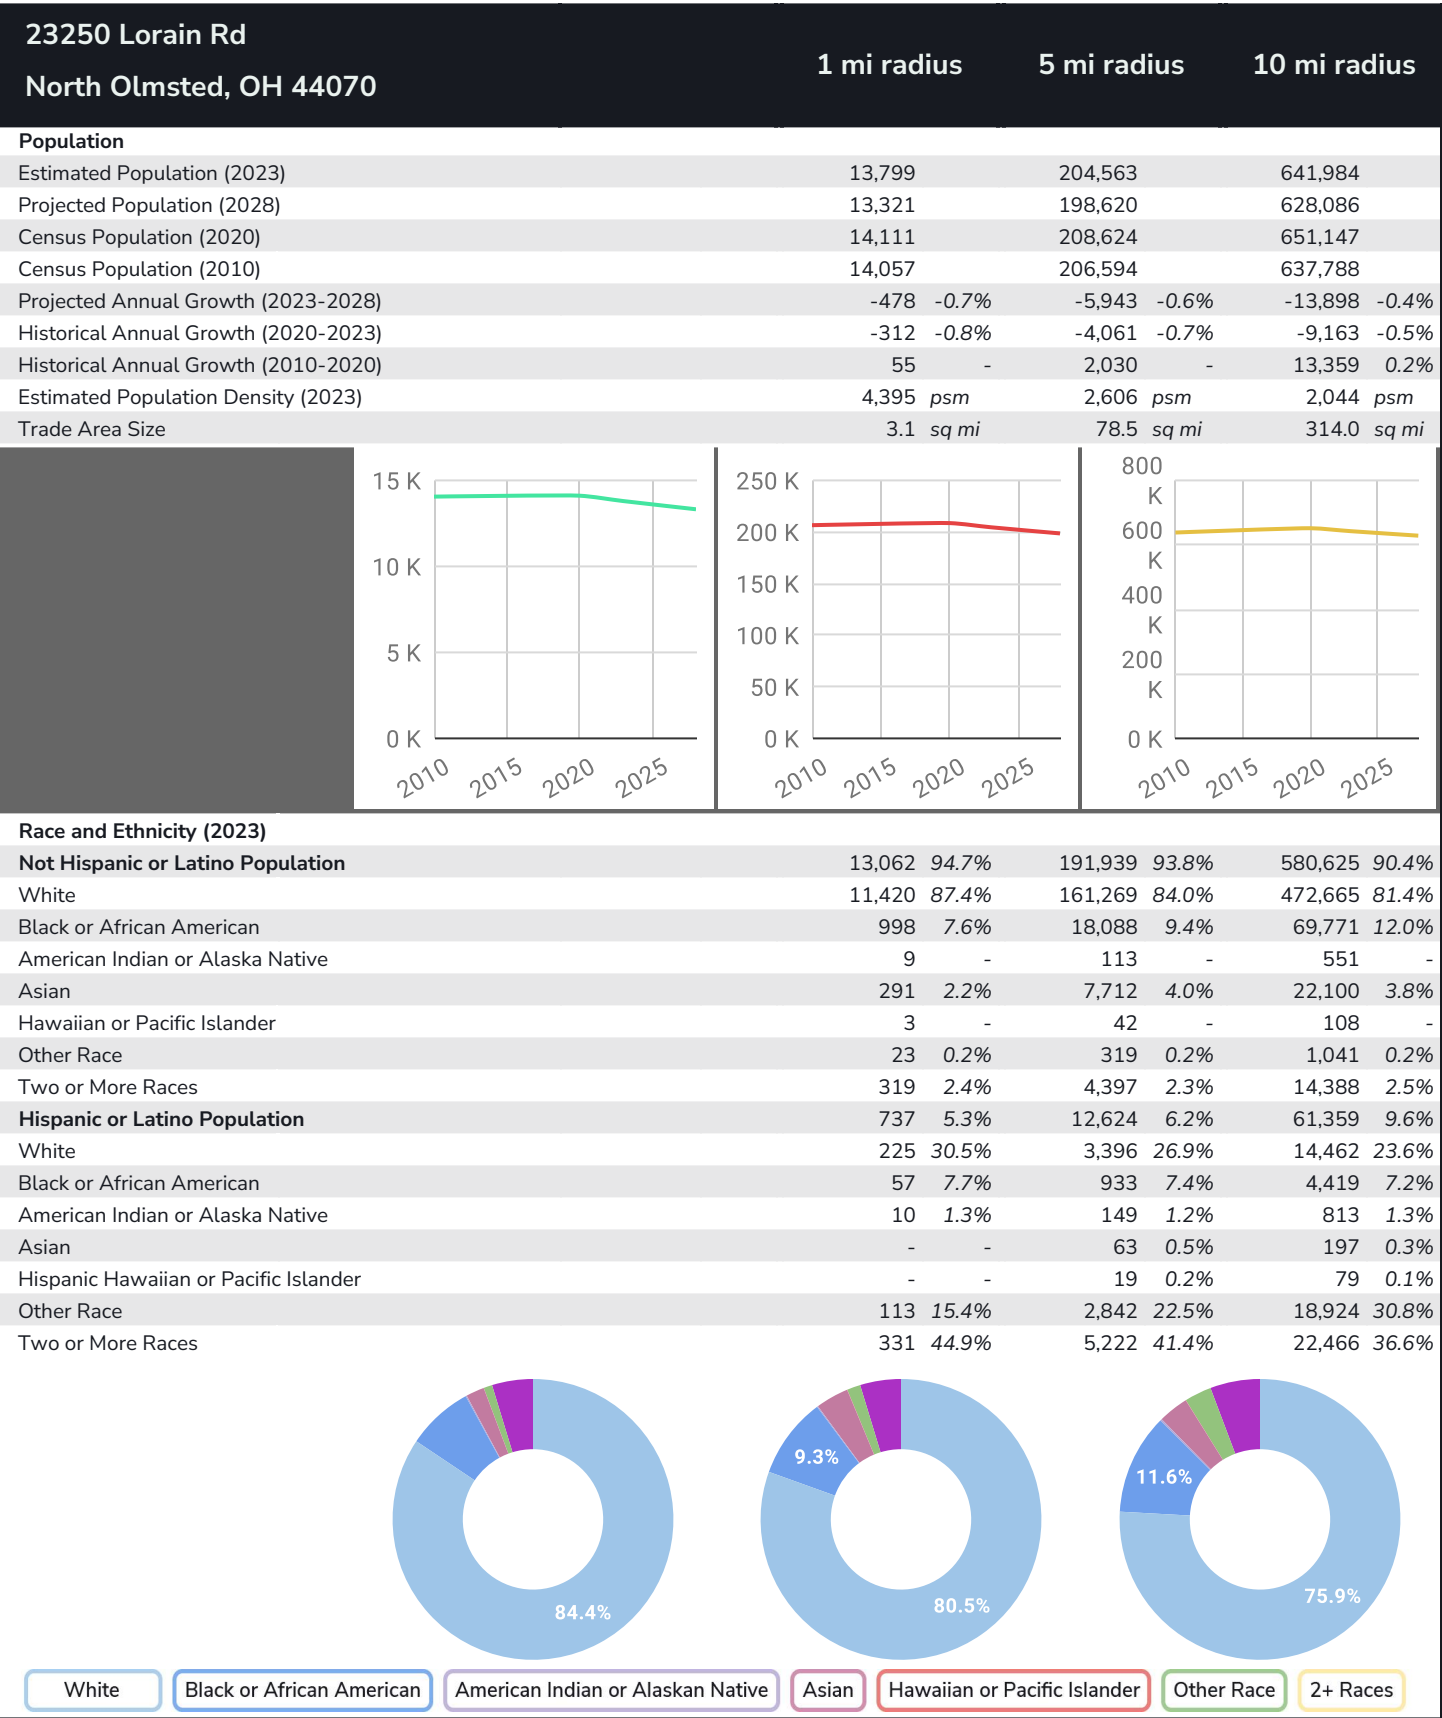 23250 Lorain Rd
North Olmsted, OH 44070
1 mi radius 5 mi radius 10 mi radius
Population
Estimated Population (2023) 13,799 204,563 641,984
Projected Population (2028) 13,321 198,620 628,086
Census Population (2020) 14,111 208,624 651,147
Census Population (2010) 14,057 206,594 637,788
Projected Annual Growth (2023-2028) -478 -0.7% -5,943 -0.6% -13,898 -0.4%
Historical Annual Growth (2020-2023) -312 -0.8% -4,061 -0.7% -9,163 -0.5%
Historical Annual Growth (2010-2020) 55 - 2,030 - 13,359 0.2%
Estimated Population Density (2023) 4,395 psm 2,606 psm 2,044 psm
Trade Area Size 3.1 sq mi 78.5 sq mi 314.0 sq mi
15 K
10 K
5 K
0 K
2010 2015 2020 2025
250 K
200 K
150 K
100 K
50 K
0 K
2010 2015 2020 2025
800
K
600
K
400
K
200
K
0 K
2010 2015 2020 2025
Race and Ethnicity (2023)
Not Hispanic or Latino Population 13,062 94.7% 191,939 93.8% 580,625 90.4%
White 11,420 87.4% 161,269 84.0% 472,665 81.4%
Black or African American 998 7.6% 18,088 9.4% 69,771 12.0%
American Indian or Alaska Native 9 - 113 - 551 -
Asian 291 2.2% 7,712 4.0% 22,100 3.8%
Hawaiian or Pacific Islander 3 - 42 - 108 -
Other Race 23 0.2% 319 0.2% 1,041 0.2%
Two or More Races 319 2.4% 4,397 2.3% 14,388 2.5%
Hispanic or Latino Population 737 5.3% 12,624 6.2% 61,359 9.6%
White 225 30.5% 3,396 26.9% 14,462 23.6%
Black or African American 57 7.7% 933 7.4% 4,419 7.2%
American Indian or Alaska Native 10 1.3% 149 1.2% 813 1.3%
Asian - - 63 0.5% 197 0.3%
Hispanic Hawaiian or Pacific Islander - - 19 0.2% 79 0.1%
Other Race 113 15.4% 2,842 22.5% 18,924 30.8%
Two or More Races 331 44.9% 5,222 41.4% 22,466 36.6%
84.4%
9.3%
80.5%
11.6%
75.9%
White Black or African American American Indian or Alaskan Native Asian Hawaiian or Pacific Islander Other Race 2+ Races